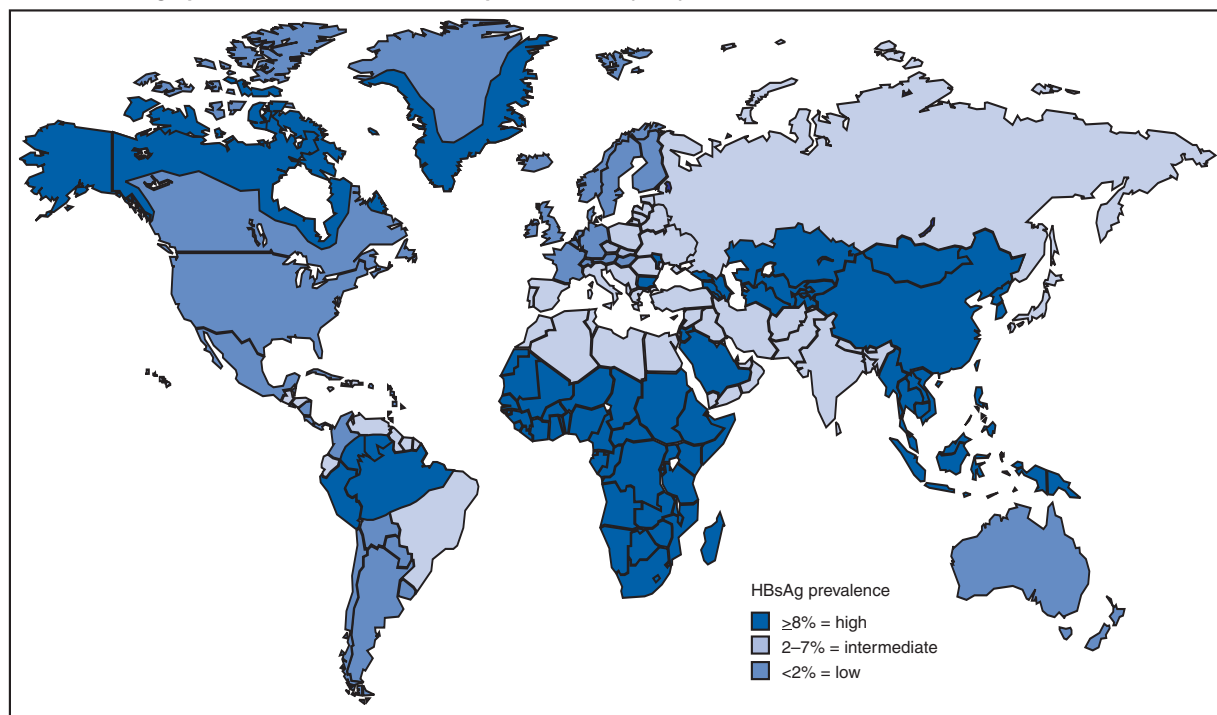 HBsAg prevalence
≥8% = high
2–7% = intermediate
<2% = low